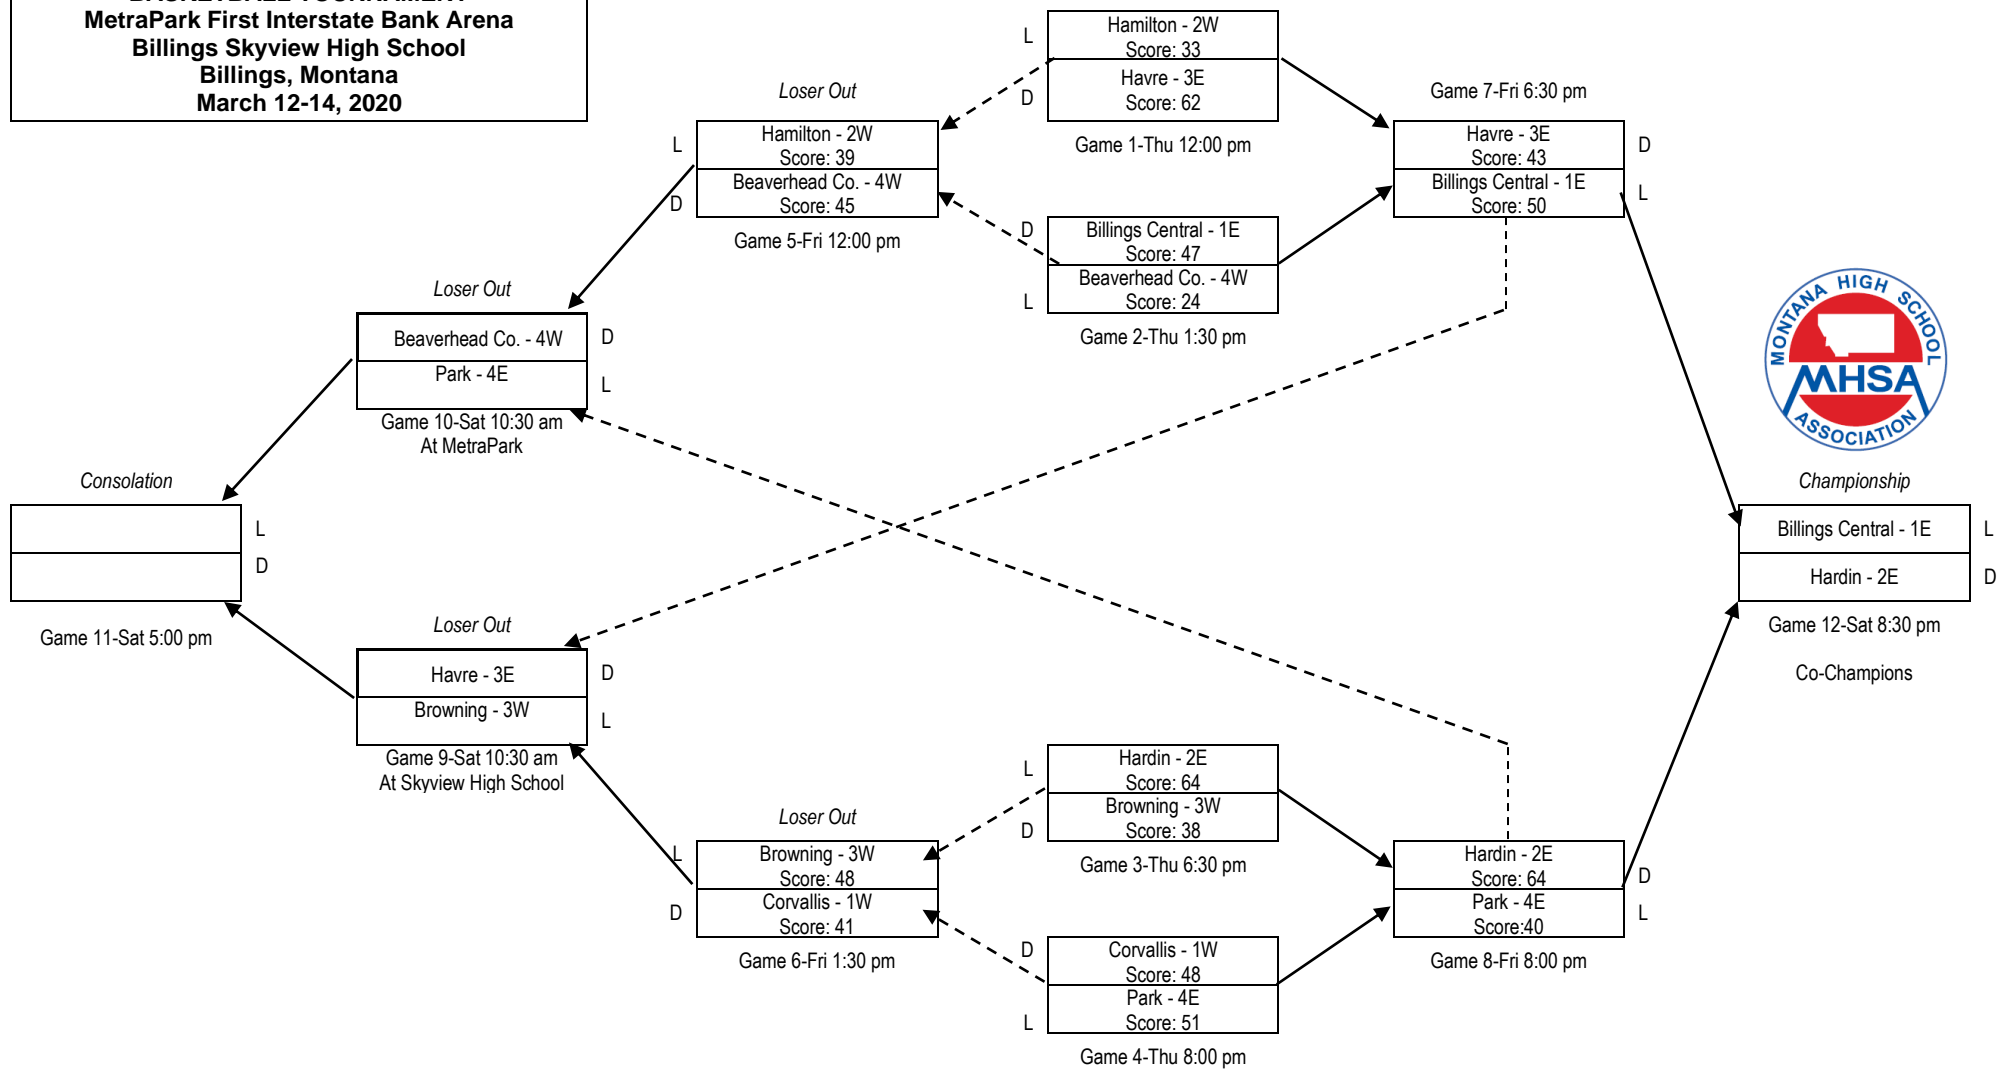 BASKETBALL TOURNAMENT
MetraPark First Interstate Bank Arena
Billings Skyview High School
Billings, Montana
March 12-14, 2020
L
Hamilton - 2W
Score: 33
D
Havre - 3E
Score: 62
Game 1-Thu 12:00 pm
Loser Out
L
Hamilton - 2W
Score: 39
D
Beaverhead Co. - 4W
Score: 45
Game 5-Fri 12:00 pm
Game 7-Fri 6:30 pm
Havre - 3E
Score: 43
D
Billings Central - 1E
Score: 50
L
D
Billings Central - 1E
Score: 47
L
Beaverhead Co. - 4W
Score: 24
Game 2-Thu 1:30 pm
Loser Out
Beaverhead Co. - 4W
D
Park - 4E
L
Game 10-Sat 10:30 am
At MetraPark
MONTANA HIGH SCHOOL
MHSA
ASSOCIATION
Consolation
L
D
Game 11-Sat 5:00 pm
Championship
Billings Central - 1E
L
Hardin - 2E
D
Game 12-Sat 8:30 pm
Co-Champions
Loser Out
Havre - 3E
D
Browning - 3W
L
Game 9-Sat 10:30 am
At Skyview High School
L
Hardin - 2E
Score: 64
D
Browning - 3W
Score: 38
Game 3-Thu 6:30 pm
Loser Out
L
Browning - 3W
Score: 48
D
Corvallis - 1W
Score: 41
Game 6-Fri 1:30 pm
Hardin - 2E
Score: 64
D
Park - 4E
Score:40
L
Game 8-Fri 8:00 pm
D
Corvallis - 1W
Score: 48
L
Park - 4E
Score: 51
Game 4-Thu 8:00 pm